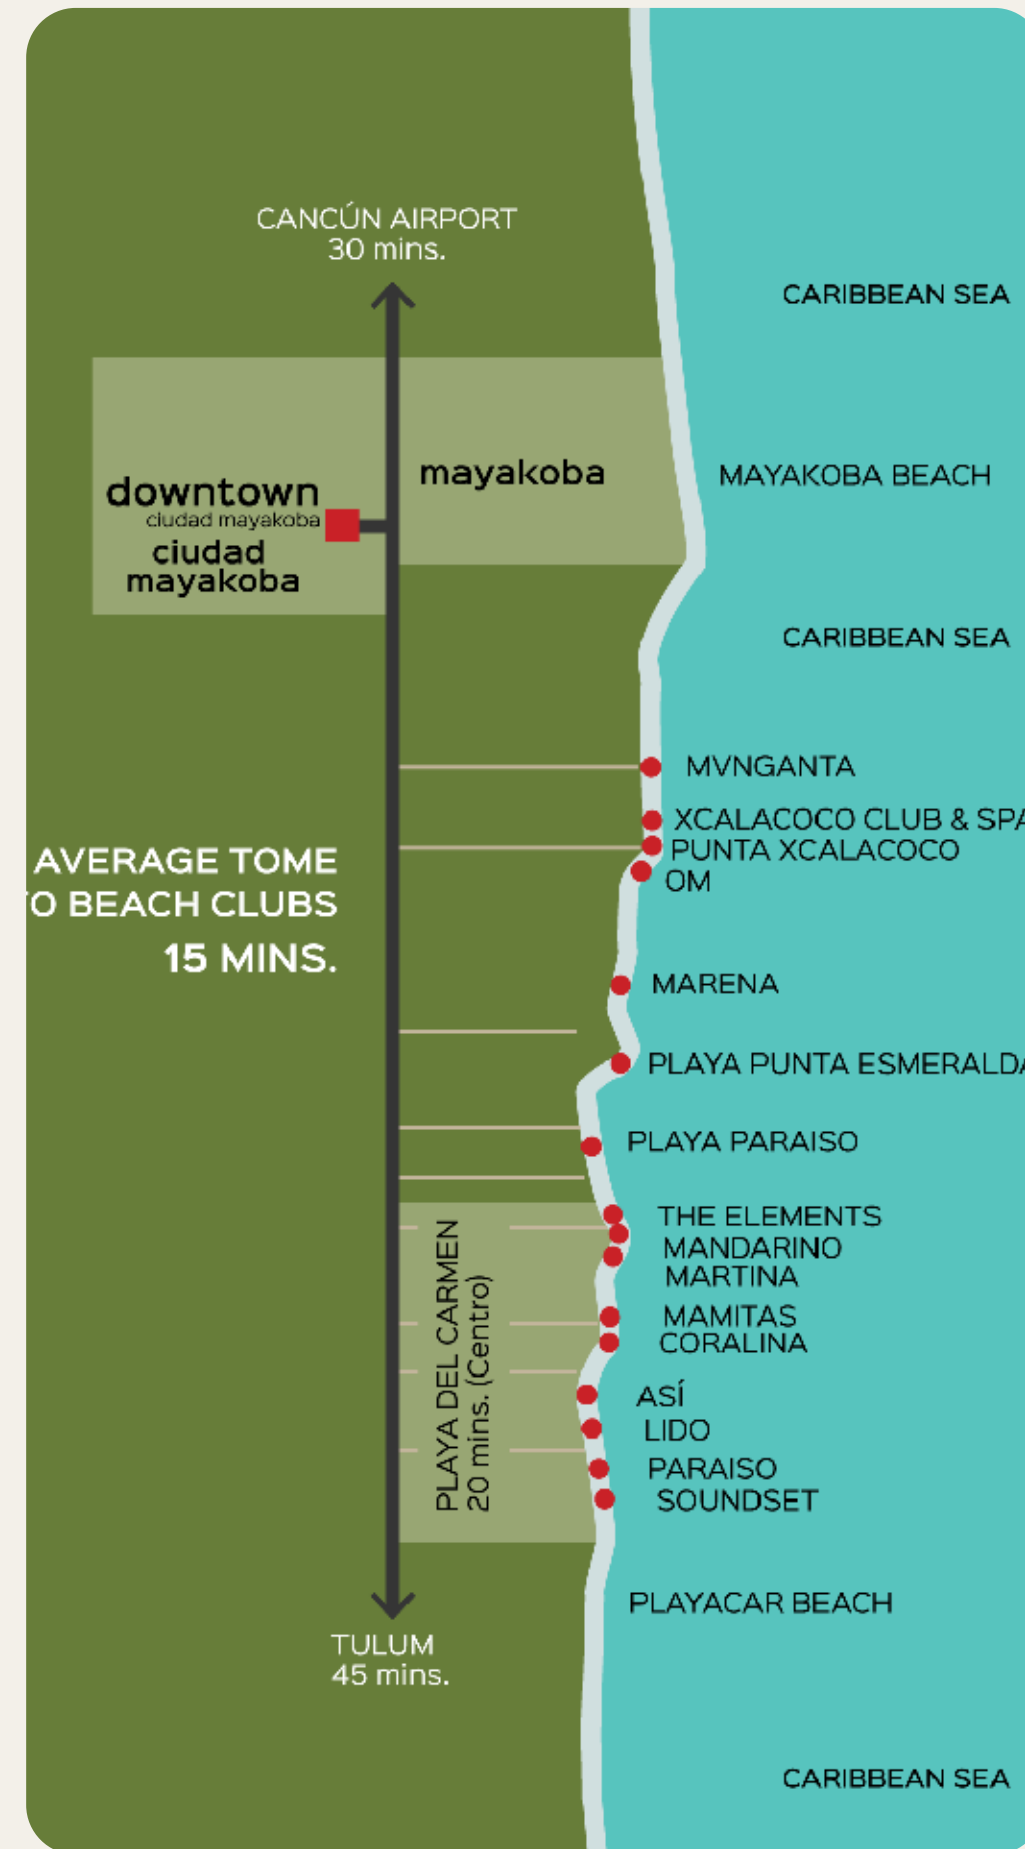 CANCÚN AIRPORT
30 mins.
CARIBBEAN SEA
mayakoba
MAYAKOBA BEACH
downtown
ciudad mayakoba
ciudad
mayakoba
CARIBBEAN SEA
MVNGANTA
XCALACOCO CLUB & SPA
PUNTA XCALACOCO
OM
AVERAGE TOME
TO BEACH CLUBS
15 MINS.
MARENA
PLAYA PUNTA ESMERALDA
PLAYA PARAISO
THE ELEMENTS
MANDARINO
MARTINA
MAMITAS
CORALINA
PLAYA DEL CARMEN
20 mins. (Centro)
ASÍ
LIDO
PARAISO
SOUNDSET
PLAYACAR BEACH
TULUM
45 mins.
CARIBBEAN SEA